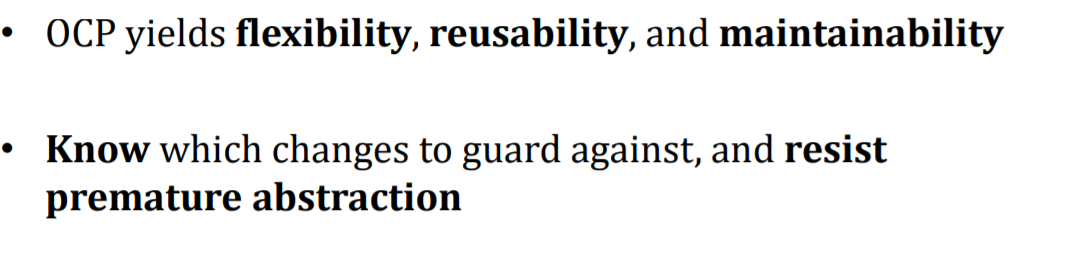 • OCP yields flexibility, reusability, and maintainability
• Know which changes to guard against, and resist
premature abstraction